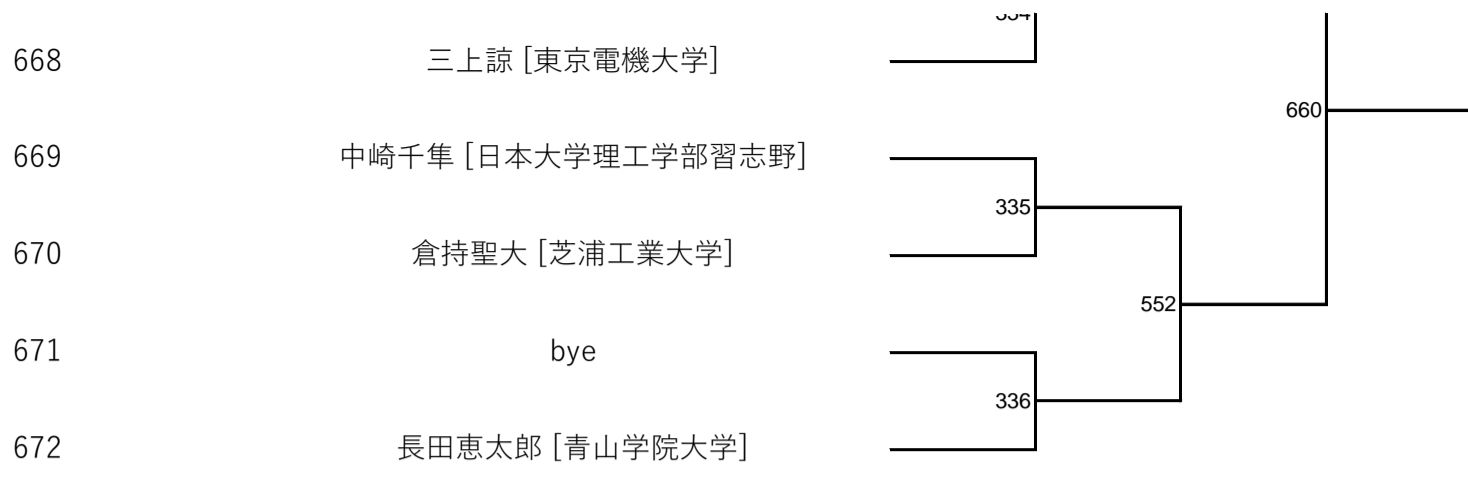 668 三上諒 [東京電機大学]
660
669 中崎千隼 [日本大学理工学部習志野]
335
670 倉持聖大 [芝浦工業大学]
552
671 bye
336
672 長田恵太郎 [青山学院大学]